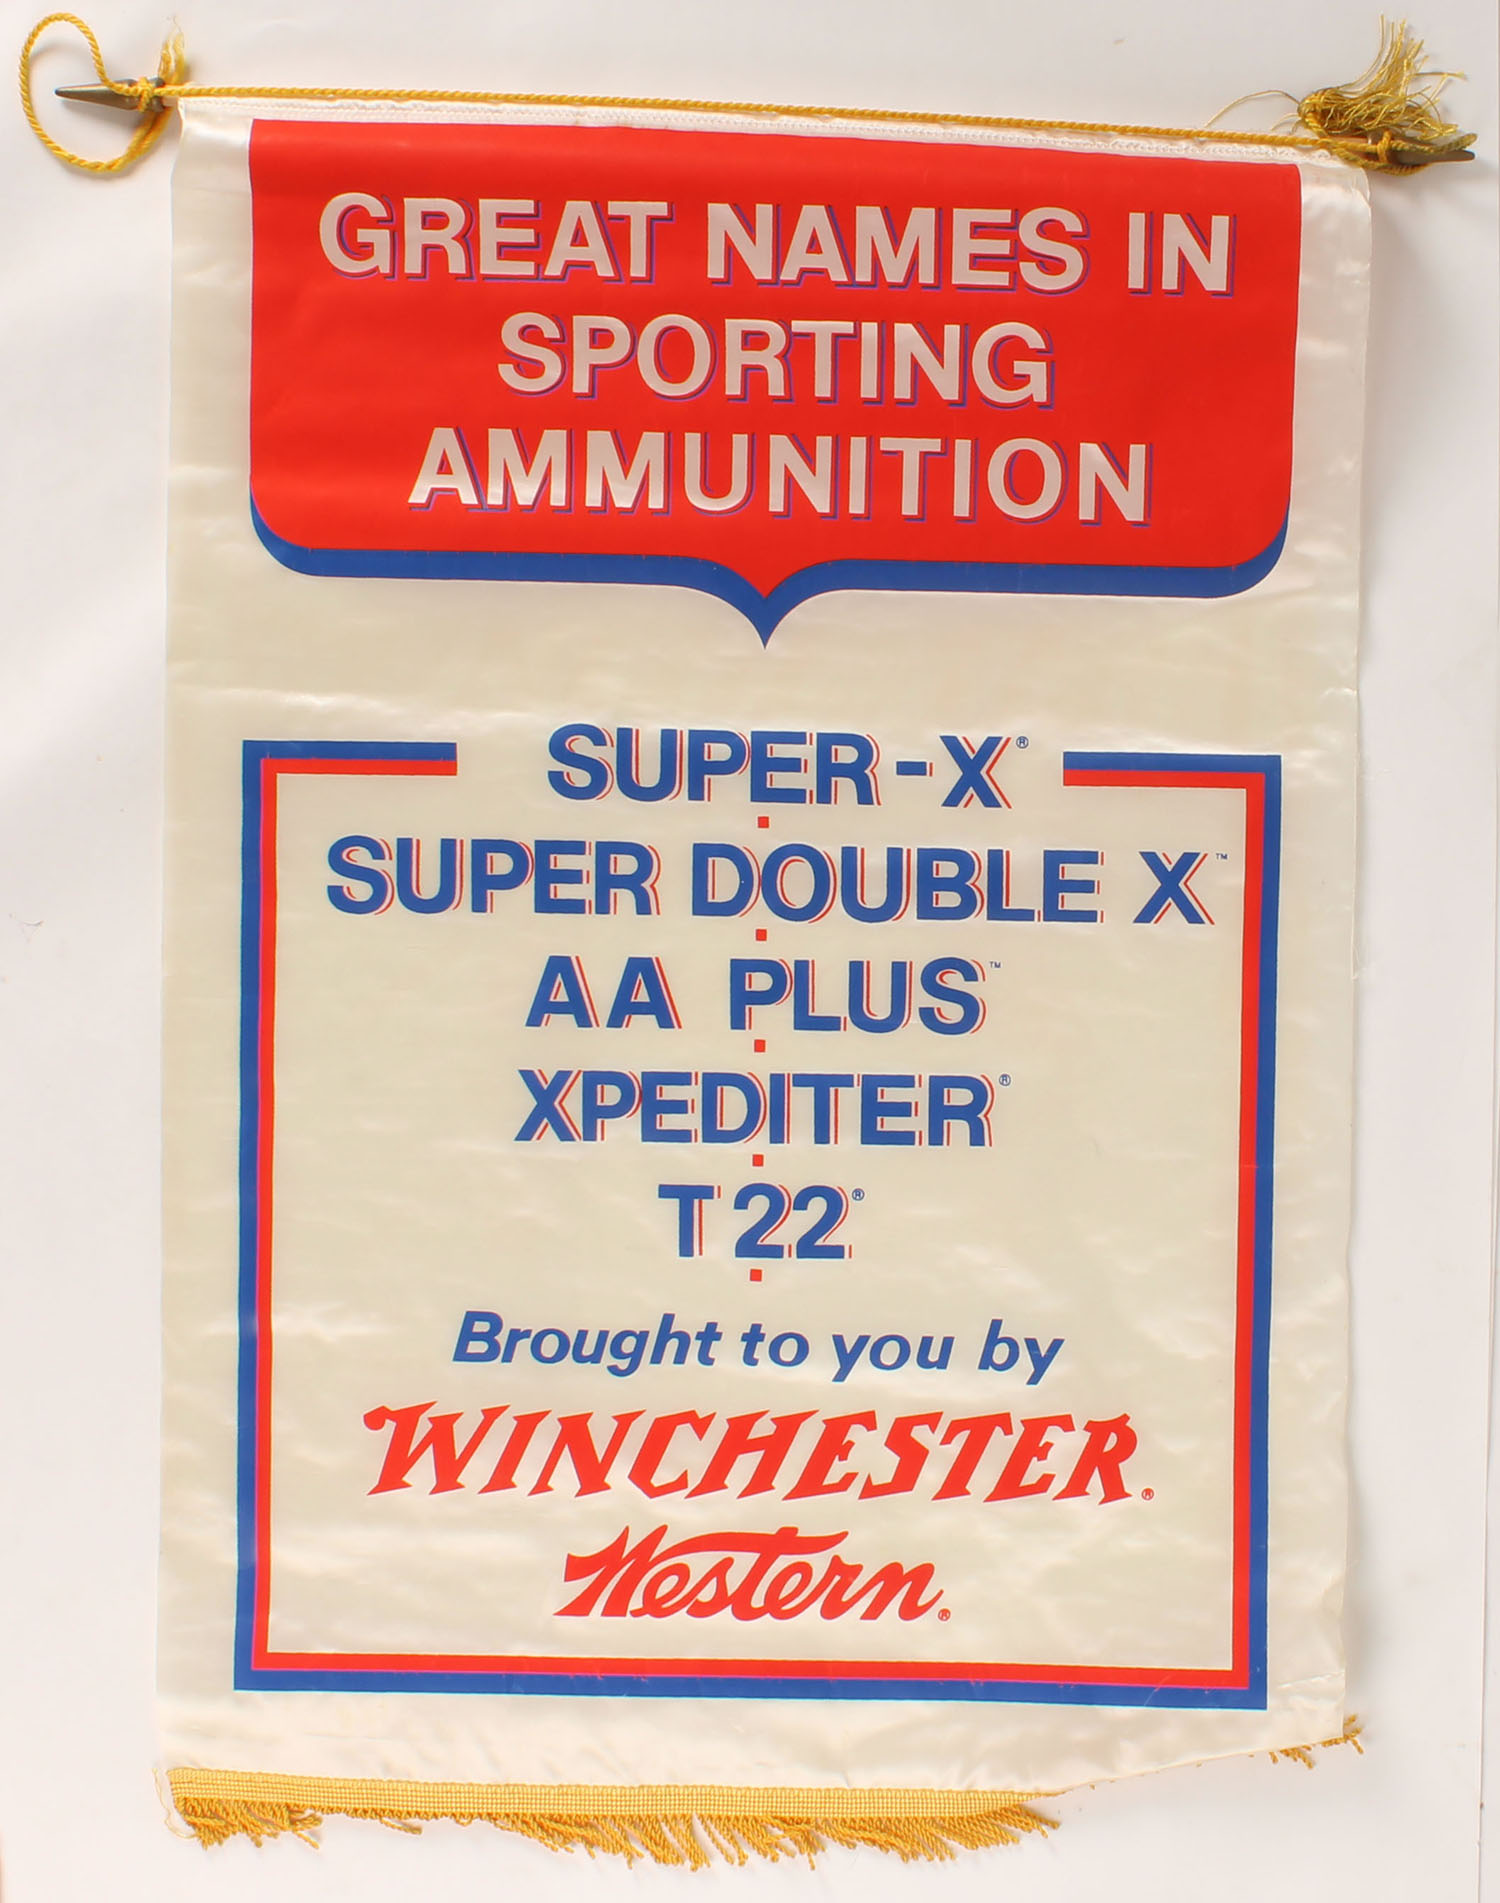 GREAT NAMES IN
SPORTING
AMMUNITION
SUPER-X®
SUPER DOUBLE X™
AA PLUS™
XPEDITER®
T22®
Brought to you by
WINCHESTER®
Western®